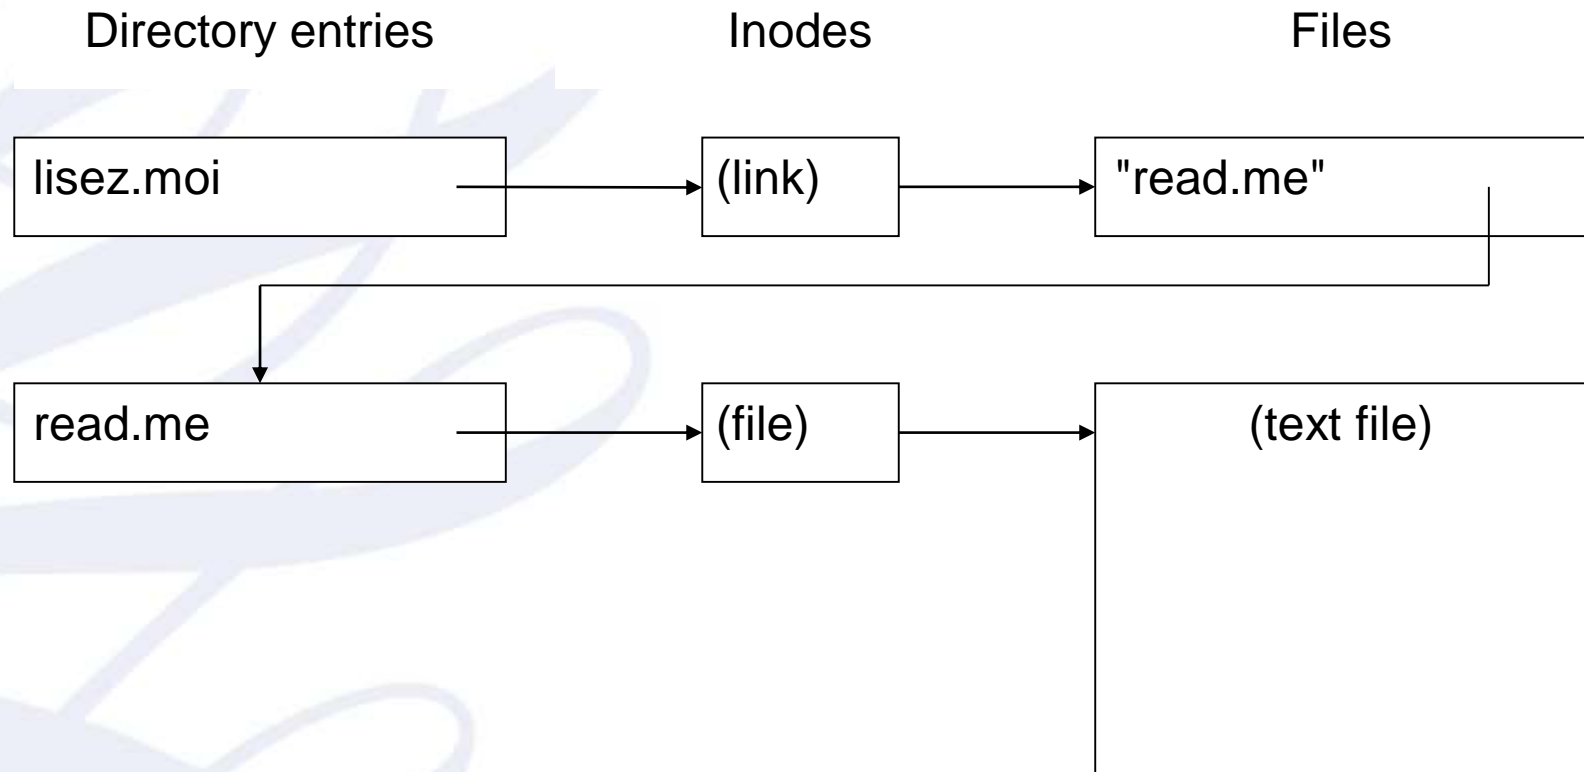 Directory entries Inodes Files
lisez.moi (link) "read.me"
read.me (file) (text file)